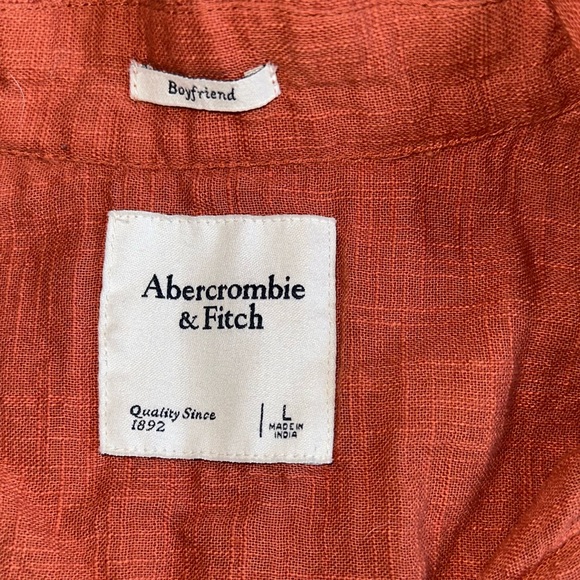 Boyfriend
Abercrombie
& Fitch
Quality Since
1892
L
MADE IN
INDIA